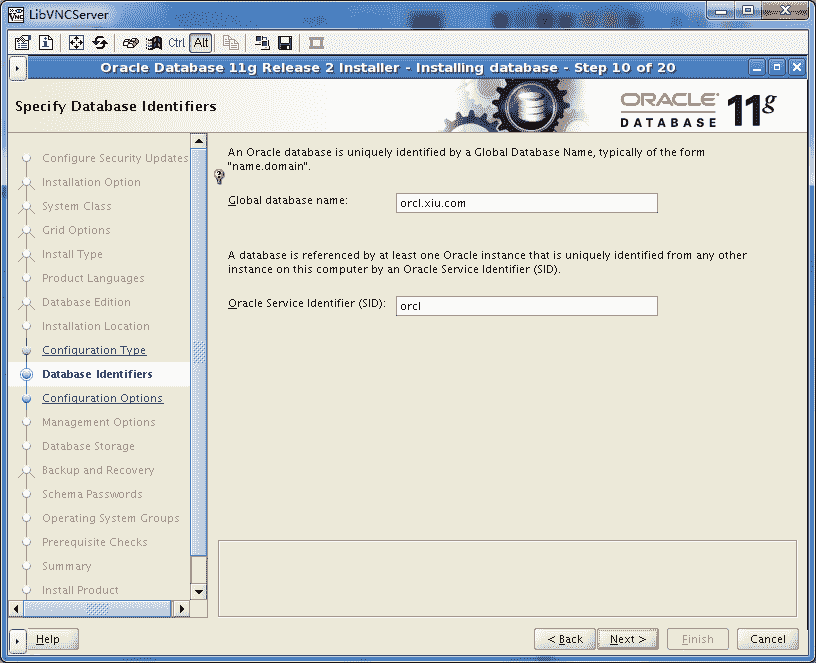 LibVNCServer
Ctrl Alt
Oracle Database 11g Release 2 Installer - Installing database - Step 10 of 20
Specify Database Identifiers
ORACLE
DATABASE 11g
Configure Security Updates
Installation Option
System Class
Grid Options
Install Type
Product Languages
Database Edition
Installation Location
Configuration Type
Database Identifiers
Configuration Options
Management Options
Database Storage
Backup and Recovery
Schema Passwords
Operating System Groups
Prerequisite Checks
Summary
Install Product
An Oracle database is uniquely identified by a Global Database Name, typically of the form
"name.domain".
Global database name: orcl.xiu.com
A database is referenced by at least one Oracle instance that is uniquely identified from any other
instance on this computer by an Oracle Service Identifier (SID).
Oracle Service Identifier (SID): orcl
Help < Back Next > Finish Cancel